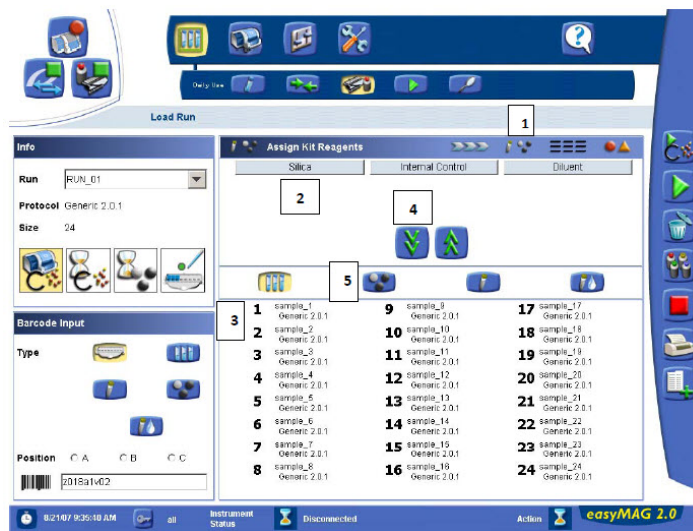 Daily Use
Load Run
1
Info
Run RUN_01
Protocol Generic 2.0.1
Size 24
Assign Kit Reagents
Silica Internal Control Diluent
2
4
5
3
Barcode Input
Type
Position A B C
z018a1v02
1 sample_1 Generic 2.0.1
2 sample_2 Generic 2.0.1
3 sample_3 Generic 2.0.1
4 sample_4 Generic 2.0.1
5 sample_5 Generic 2.0.1
6 sample_6 Generic 2.0.1
7 sample_7 Generic 2.0.1
8 sample_8 Generic 2.0.1
9 sample_9 Generic 2.0.1
10 sample_10 Generic 2.0.1
11 sample_11 Generic 2.0.1
12 sample_12 Generic 2.0.1
13 sample_13 Generic 2.0.1
14 sample_14 Generic 2.0.1
15 sample_15 Generic 2.0.1
16 sample_16 Generic 2.0.1
17 sample_17 Generic 2.0.1
18 sample_18 Generic 2.0.1
19 sample_19 Generic 2.0.1
20 sample_20 Generic 2.0.1
21 sample_21 Generic 2.0.1
22 sample_22 Generic 2.0.1
23 sample_23 Generic 2.0.1
24 sample_24 Generic 2.0.1
8/21/07 9:35:40 AM all Instrument Status Disconnected Action easyMAG 2.0